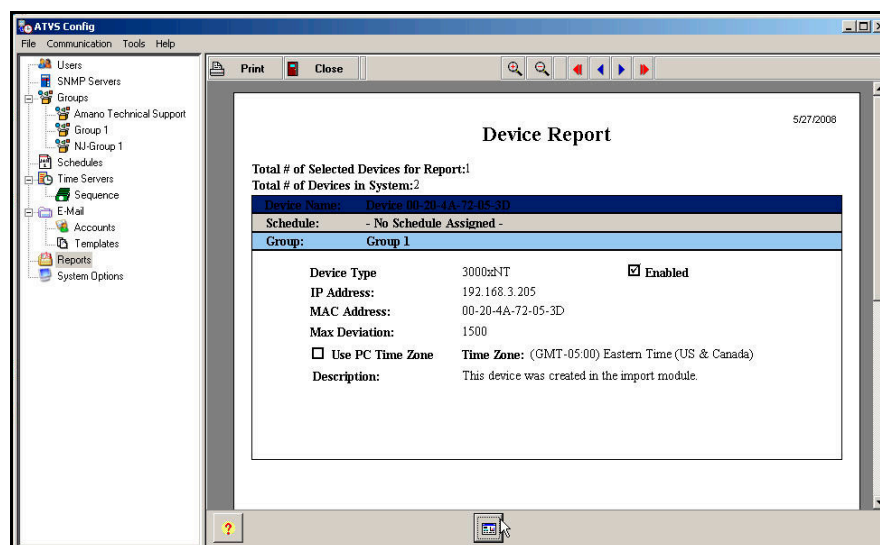 ATVS Config
File Communication Tools Help
Users
SNMP Servers
Groups
Amano Technical Support
Group 1
NJ-Group 1
Schedules
Time Servers
Sequence
E-Mail
Accounts
Templates
Reports
System Options
Print Close
5/27/2008
Device Report
Total # of Selected Devices for Report:1
Total # of Devices in System:2
Device Name: Device 00-20-4A-72-05-3D
Schedule: - No Schedule Assigned -
Group: Group 1
Device Type 3000xNT Enabled
IP Address: 192.168.3.205
MAC Address: 00-20-4A-72-05-3D
Max Deviation: 1500
Use PC Time Zone Time Zone: (GMT-05:00) Eastern Time (US & Canada)
Description: This device was created in the import module.
?